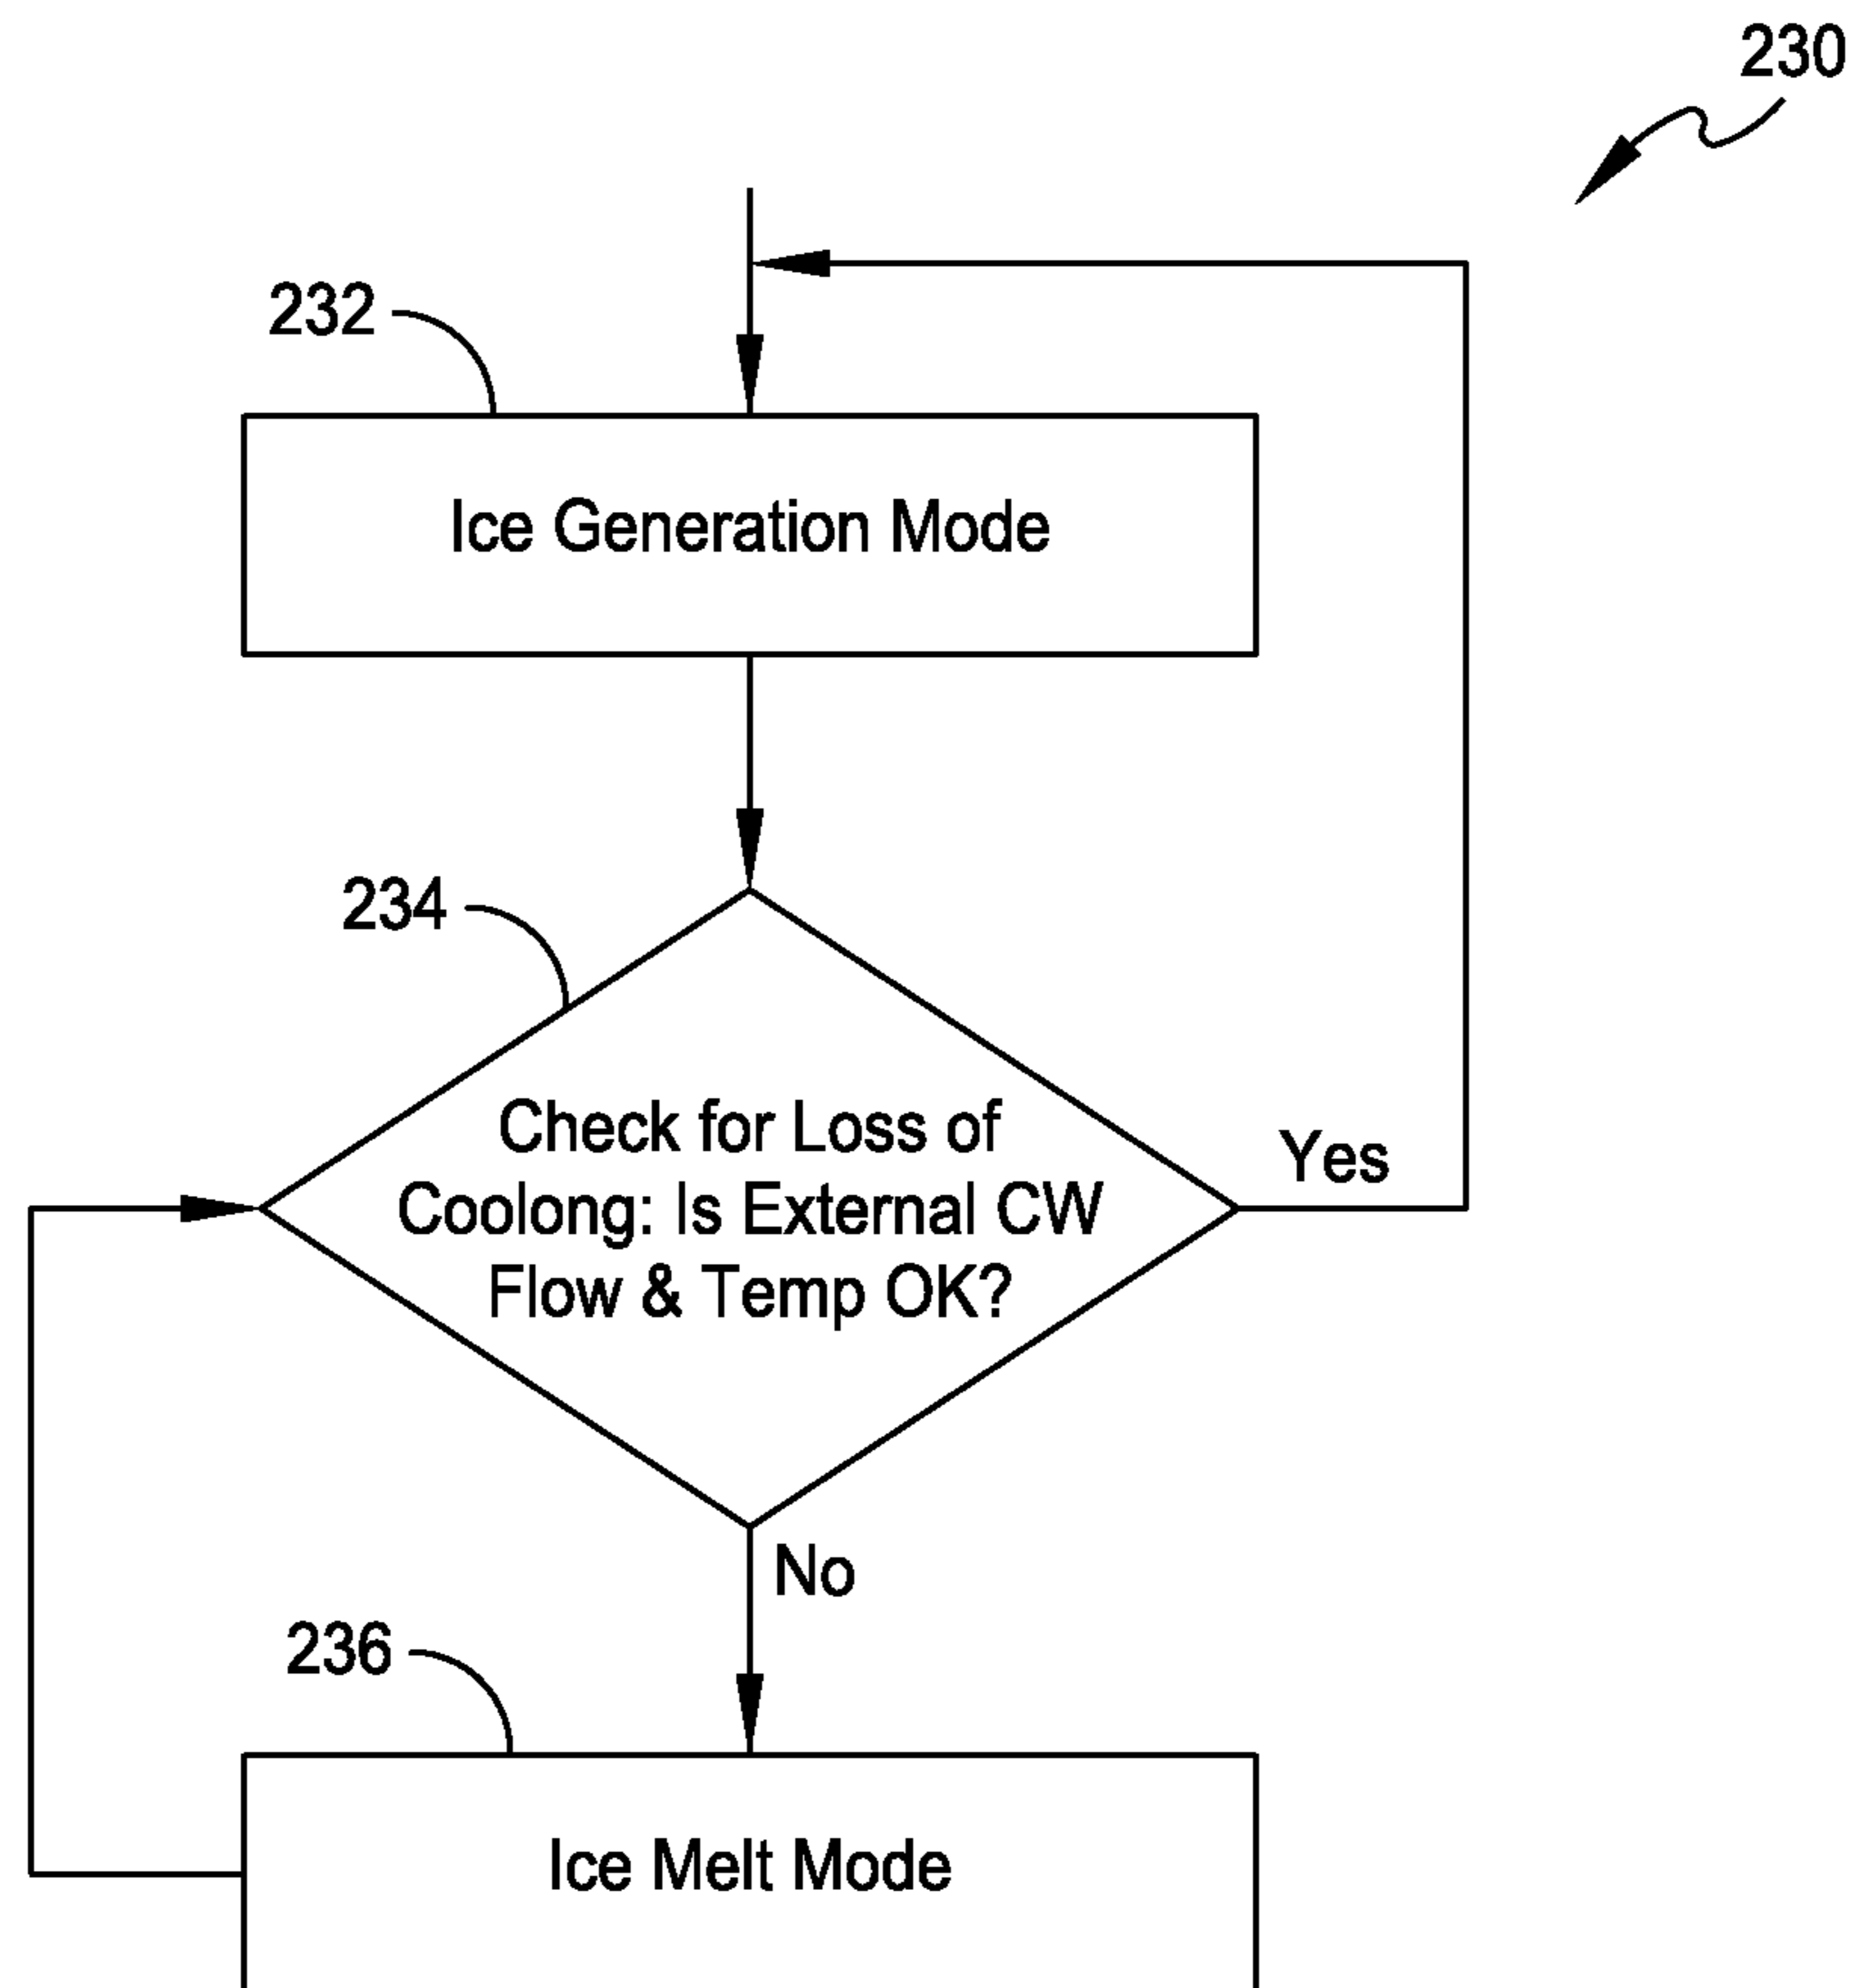 230
232
Ice Generation Mode
234
Check for Loss of
Coolong: Is External CW
Flow & Temp OK?
Yes
No
236
Ice Melt Mode